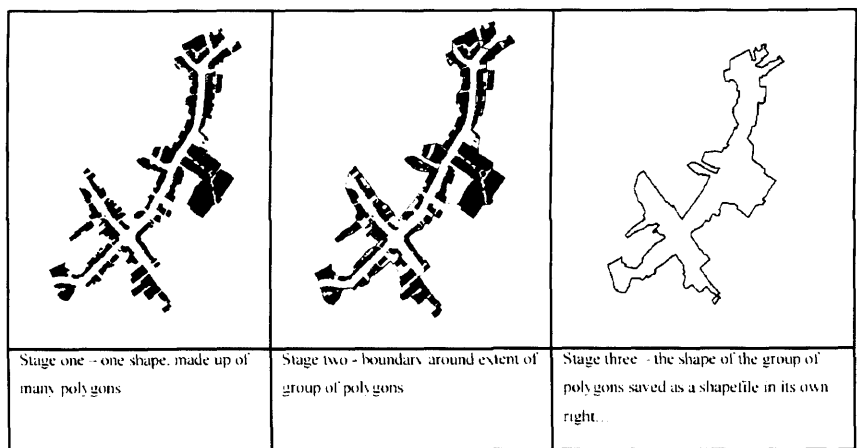 Stage one – one shape, made up of
many polygons
Stage two - boundary around extent of
group of polygons
Stage three - the shape of the group of
polygons saved as a shapefile in its own
right...